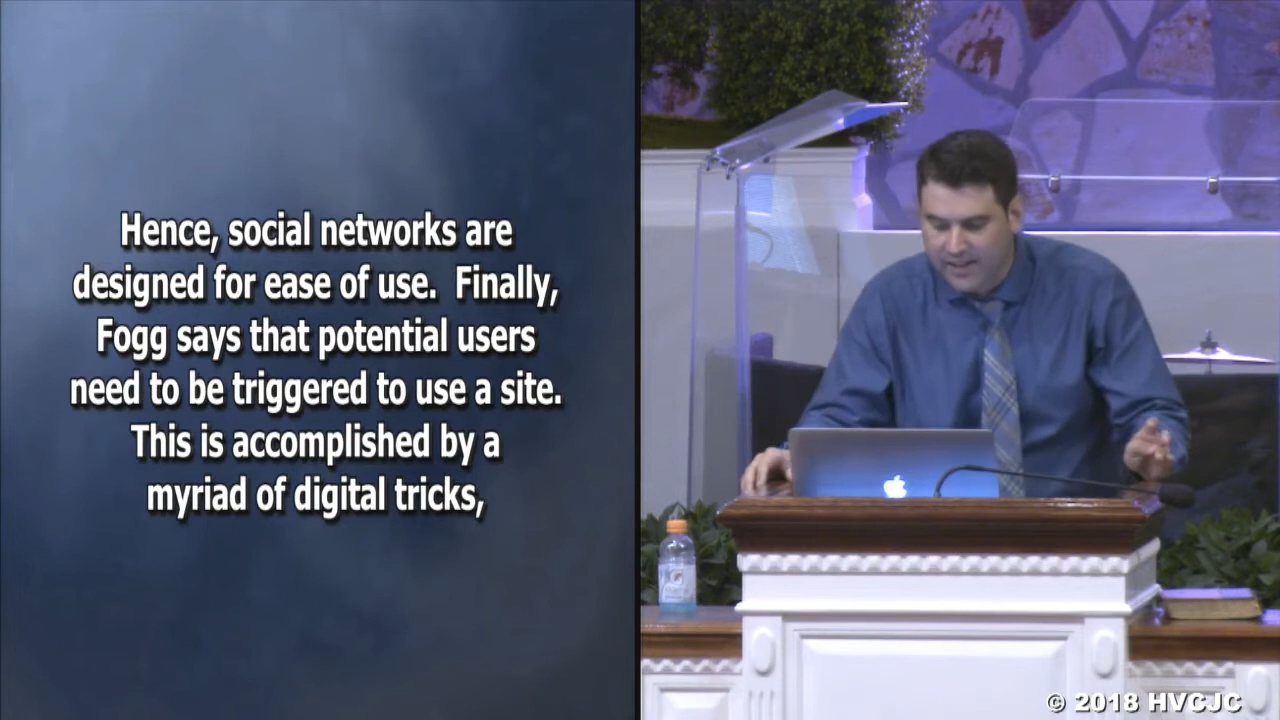 Hence, social networks are
designed for ease of use.  Finally,
Fogg says that potential users
need to be triggered to use a site.
This is accomplished by a
myriad of digital tricks,
© 2018 HVCJC